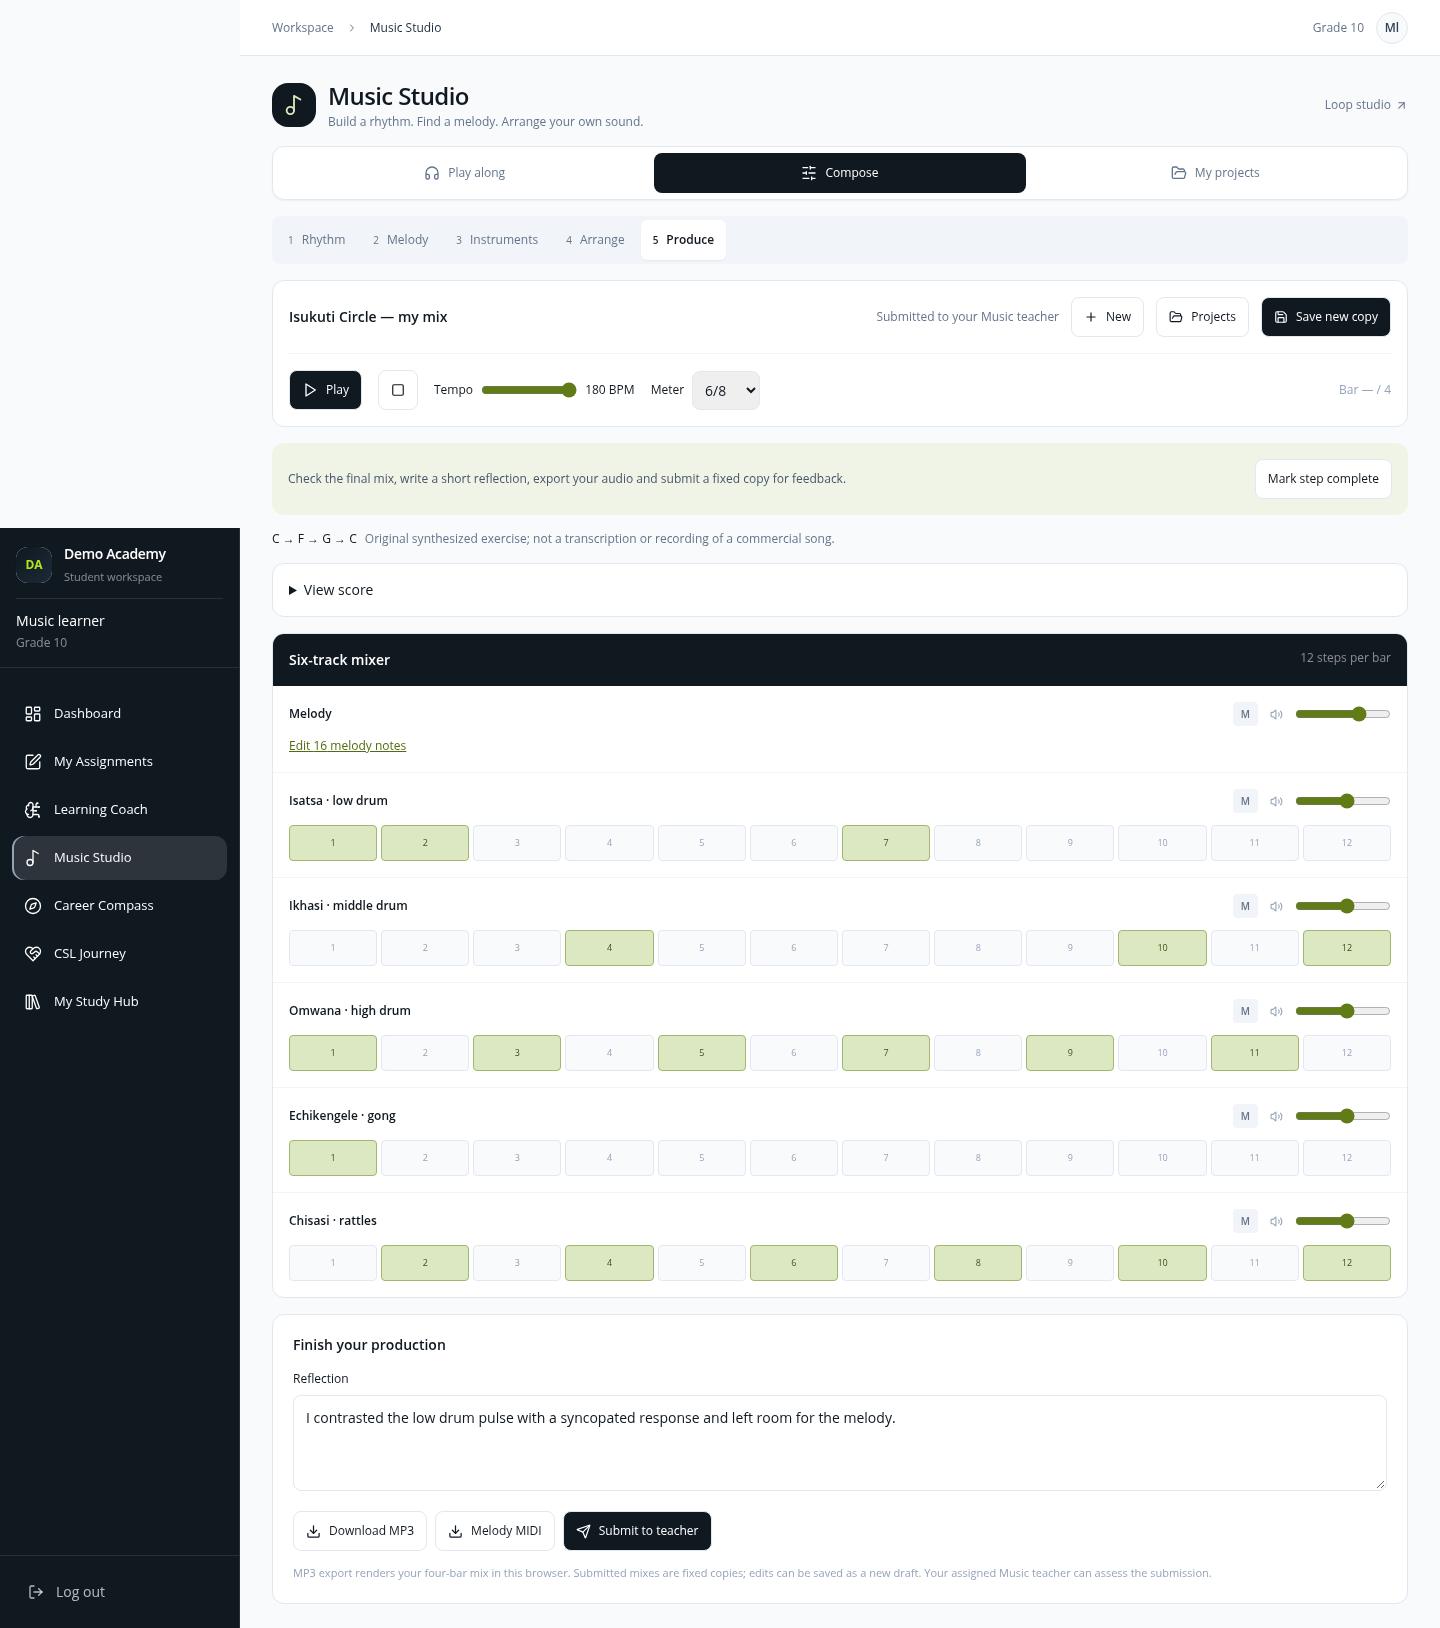 Workspace > Music Studio
Grade 10 Ml
Music Studio
Build a rhythm. Find a melody. Arrange your own sound.
Loop studio
Play along
Compose
My projects
1 Rhythm
2 Melody
3 Instruments
4 Arrange
5 Produce
Isukuti Circle — my mix
Submitted to your Music teacher
New
Projects
Save new copy
Play
Tempo 180 BPM
Meter 6/8
Bar — / 4
Check the final mix, write a short reflection, export your audio and submit a fixed copy for feedback.
Mark step complete
C → F → G → C Original synthesized exercise; not a transcription or recording of a commercial song.
View score
DA
Demo Academy
Student workspace
Music learner
Grade 10
Dashboard
My Assignments
Learning Coach
Music Studio
Career Compass
CSL Journey
My Study Hub
Log out
Six-track mixer
12 steps per bar
Melody
M
Edit 16 melody notes
Isatsa · low drum
M
1 2 3 4 5 6 7 8 9 10 11 12
Ikhasi · middle drum
M
1 2 3 4 5 6 7 8 9 10 11 12
Omwana · high drum
M
1 2 3 4 5 6 7 8 9 10 11 12
Echikengele · gong
M
1 2 3 4 5 6 7 8 9 10 11 12
Chisasi · rattles
M
1 2 3 4 5 6 7 8 9 10 11 12
Finish your production
Reflection
I contrasted the low drum pulse with a syncopated response and left room for the melody.
Download MP3
Melody MIDI
Submit to teacher
MP3 export renders your four-bar mix in this browser. Submitted mixes are fixed copies; edits can be saved as a new draft. Your assigned Music teacher can assess the submission.